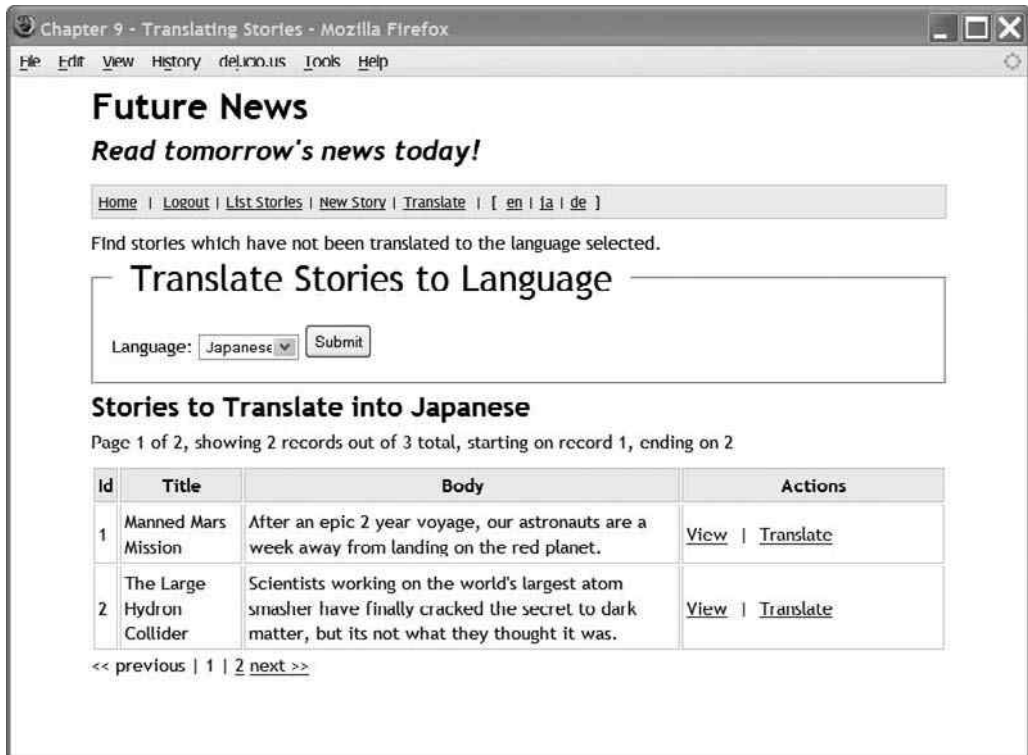 Chapter 9 - Translating Stories - Mozilla Firefox
File Edit View History del.icio.us Tools Help
Future News
Read tomorrow's news today!
Home | Logout | List Stories | New Story | Translate | [ en | ja | de ]
Find stories which have not been translated to the language selected.
Translate Stories to Language
Language: Japanese Submit
Stories to Translate into Japanese
Page 1 of 2, showing 2 records out of 3 total, starting on record 1, ending on 2
Id Title Body Actions
1 Manned Mars Mission After an epic 2 year voyage, our astronauts are a week away from landing on the red planet. View | Translate
2 The Large Hydron Collider Scientists working on the world's largest atom smasher have finally cracked the secret to dark matter, but its not what they thought it was. View | Translate
<< previous | 1 | 2 next >>